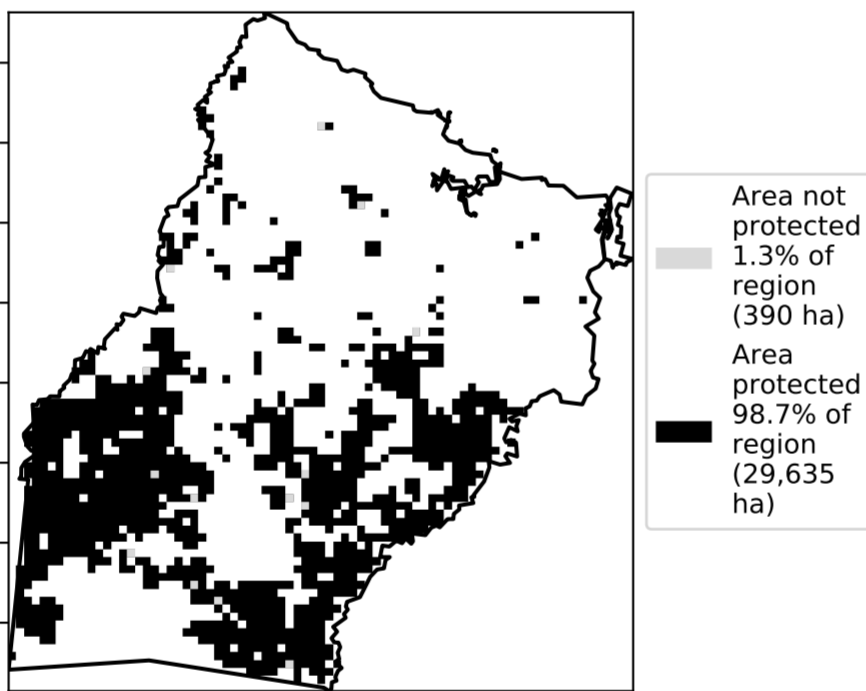 Area not
protected
1.3% of
region
(390 ha)
Area
protected
98.7% of
region
(29,635
ha)